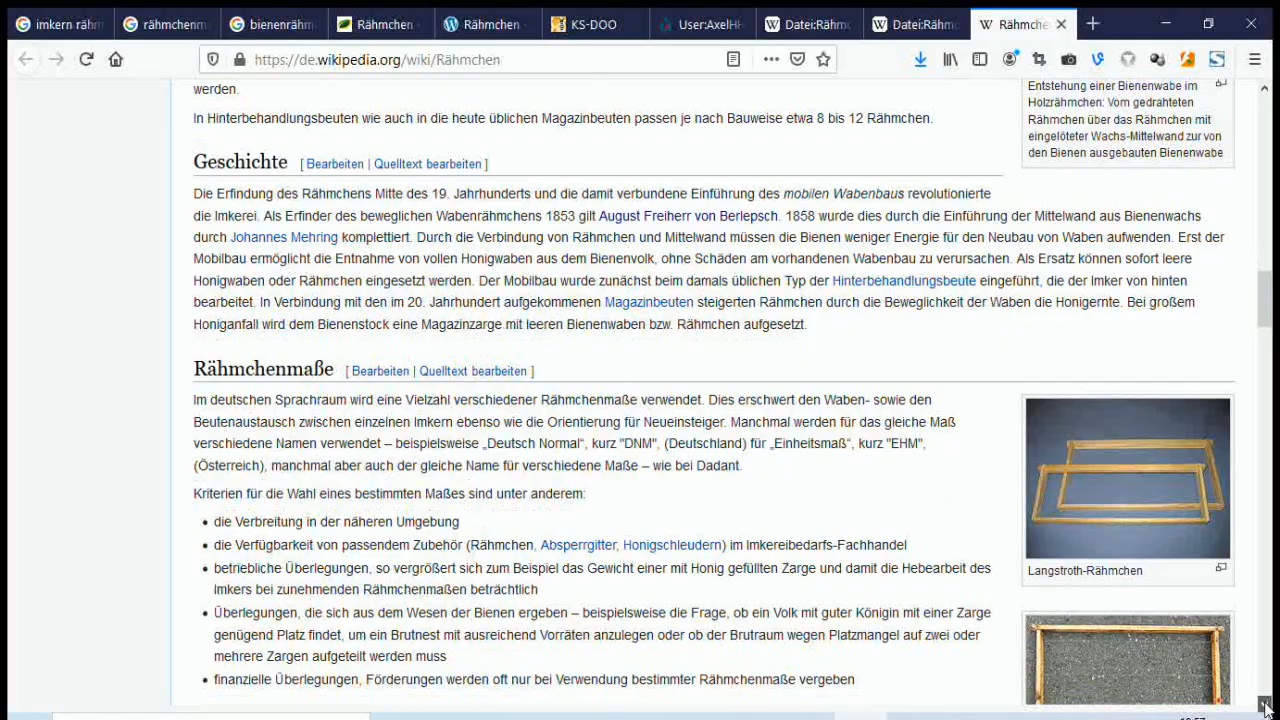 imkern rähm
rähmchenm
bienenrähm
Rähmchen
Rähmchen
KS-DOO
User:AxelHH
Datei:Rähmc
Datei:Rähm
Rähmche
https://de.wikipedia.org/wiki/Rähmchen
werden.
In Hinterbehandlungsbeuten wie auch in die heute üblichen Magazinbeuten passen je nach Bauweise etwa 8 bis 12 Rähmchen.
Entstehung einer Bienenwabe im
Holzrähmchen: Vom gedrahteten
Rähmchen über das Rähmchen mit
eingelöteter Wachs-Mittelwand zur von
den Bienen ausgebauten Bienenwabe
Geschichte [ Bearbeiten | Quelltext bearbeiten ]
Die Erfindung des Rähmchens Mitte des 19. Jahrhunderts und die damit verbundene Einführung des mobilen Wabenbaus revolutionierte
die Imkerei. Als Erfinder des beweglichen Wabenrähmchens 1853 gilt August Freiherr von Berlepsch. 1858 wurde dies durch die Einführung der Mittelwand aus Bienenwachs
durch Johannes Mehring komplettiert. Durch die Verbindung von Rähmchen und Mittelwand müssen die Bienen weniger Energie für den Neubau von Waben aufwenden. Erst der
Mobilbau ermöglicht die Entnahme von vollen Honigwaben aus dem Bienenvolk, ohne Schäden am vorhandenen Wabenbau zu verursachen. Als Ersatz können sofort leere
Honigwaben oder Rähmchen eingesetzt werden. Der Mobilbau wurde zunächst beim damals üblichen Typ der Hinterbehandlungsbeute eingeführt, die der Imker von hinten
bearbeitet. In Verbindung mit den im 20. Jahrhundert aufgekommenen Magazinbeuten steigerten Rähmchen durch die Beweglichkeit der Waben die Honigernte. Bei großem
Honiganfall wird dem Bienenstock eine Magazinzarge mit leeren Bienenwaben bzw. Rähmchen aufgesetzt.
Rähmchenmaße [ Bearbeiten | Quelltext bearbeiten ]
Im deutschen Sprachraum wird eine Vielzahl verschiedener Rähmchenmaße verwendet. Dies erschwert den Waben- sowie den
Beutenaustausch zwischen einzelnen Imkern ebenso wie die Orientierung für Neueinsteiger. Manchmal werden für das gleiche Maß
verschiedene Namen verwendet – beispielsweise „Deutsch Normal“, kurz "DNM", (Deutschland) für „Einheitsmaß“, kurz "EHM",
(Österreich), manchmal aber auch der gleiche Name für verschiedene Maße – wie bei Dadant.
Kriterien für die Wahl eines bestimmten Maßes sind unter anderem:
• die Verbreitung in der näheren Umgebung
• die Verfügbarkeit von passendem Zubehör (Rähmchen, Absperrgitter, Honigschleudern) im Imkereibedarfs-Fachhandel
• betriebliche Überlegungen, so vergrößert sich zum Beispiel das Gewicht einer mit Honig gefüllten Zarge und damit die Hebearbeit des
Imkers bei zunehmenden Rähmchenmaßen beträchtlich
• Überlegungen, die sich aus dem Wesen der Bienen ergeben – beispielsweise die Frage, ob ein Volk mit guter Königin mit einer Zarge
genügend Platz findet, um ein Brutnest mit ausreichend Vorräten anzulegen oder ob der Brutraum wegen Platzmangel auf zwei oder
mehrere Zargen aufgeteilt werden muss
• finanzielle Überlegungen, Förderungen werden oft nur bei Verwendung bestimmter Rähmchenmaße vergeben
Langstroth-Rähmchen